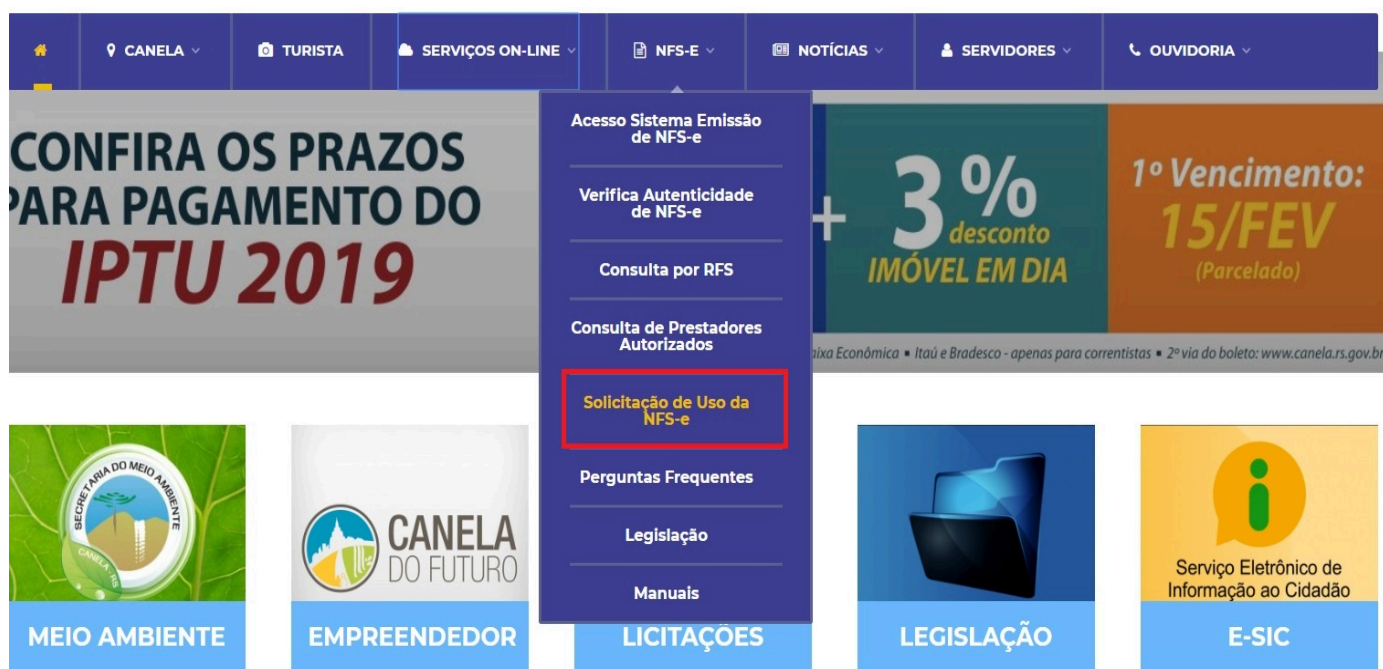 CANELA
TURISTA
SERVIÇOS ON-LINE
NFS-E
NOTÍCIAS
SERVIDORES
OUVIDORIA
Acesso Sistema Emissão
de NFS-e
Verifica Autenticidade
de NFS-e
Consulta por RFS
Consulta de Prestadores
Autorizados
Solicitação de Uso da
NFS-e
Perguntas Frequentes
Legislação
Manuais
CONFIRA OS PRAZOS
PARA PAGAMENTO DO
IPTU 2019
+ 3%
desconto
IMÓVEL EM DIA
1º Vencimento:
15/FEV
(Parcelado)
Econômica ▪ Itaú e Bradesco - apenas para correntistas ▪ 2ª via do boleto: www.canela.rs.gov.br
SECRETARIA DO MEIO AMBIENTE
CANELA - RS
CANELA
DO FUTURO
Serviço Eletrônico de
Informação ao Cidadão
MEIO AMBIENTE
EMPREENDEDOR
LICITAÇÕES
LEGISLAÇÃO
E-SIC